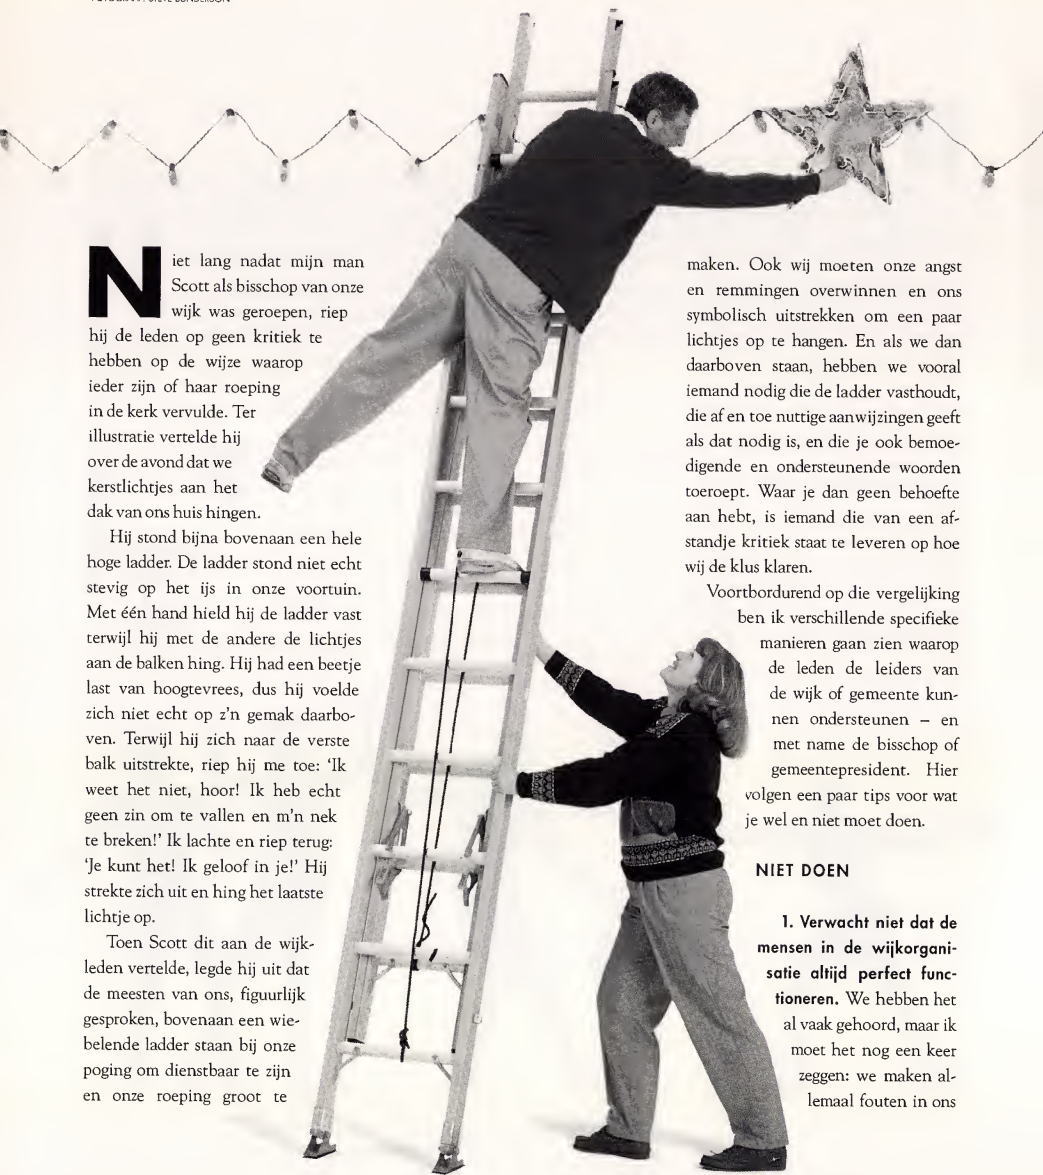 Niet lang nadat mijn man
Scott als bisschop van onze
wijk was geroepen, riep
hij de leden op geen kritiek te
hebben op de wijze waarop
ieder zijn of haar roeping
in de kerk vervulde. Ter
illustratie vertelde hij
over de avond dat we
kerstlichtjes aan het
dak van ons huis hingen.
Hij stond bijna bovenaan een hele
hoge ladder. De ladder stond niet echt
stevig op het ijs in onze voortuin.
Met één hand hield hij de ladder vast
terwijl hij met de andere de lichtjes
aan de balken hing. Hij had een beetje
last van hoogtevrees, dus hij voelde
zich niet echt op z'n gemak daarbo-
ven. Terwijl hij zich naar de verste
balk uitstrekte, riep hij me toe: ‘Ik
weet het niet, hoor! Ik heb echt
geen zin om te vallen en m'n nek
te breken!’ Ik lachte en riep terug:
‘Je kunt het! Ik geloof in je!’ Hij
strekte zich uit en hing het laatste
lichtje op.
Toen Scott dit aan de wijk-
leden vertelde, legde hij uit dat
de meesten van ons, figuurlijk
gesproken, bovenaan een wie-
belende ladder staan bij onze
poging om dienstbaar te zijn
en onze roeping groot te
maken. Ook wij moeten onze angst
en remmingen overwinnen en ons
symbolisch uitstrekken om een paar
lichtjes op te hangen. En als we dan
daarboven staan, hebben we vooral
iemand nodig die de ladder vasthoudt,
die af en toe nuttige aanwijzingen geeft
als dat nodig is, en die je ook bemoe-
digende en ondersteunende woorden
toeroept. Waar je dan geen behoefte
aan hebt, is iemand die van een af-
standje kritiek staat te leveren op hoe
wij de klus klaren.
Voortbordurend op die vergelijking
ben ik verschillende specifieke
manieren gaan zien waarop
de leden de leiders van
de wijk of gemeente kun-
nen ondersteunen – en
met name de bisschop of
gemeentepresident. Hier
volgen een paar tips voor wat
je wel en niet moet doen.
NIET DOEN
1. Verwacht niet dat de
mensen in de wijkorgani-
satie altijd perfect func-
tioneren. We hebben het
al vaak gehoord, maar ik
moet het nog een keer
zeggen: we maken al-
lemaal fouten in ons